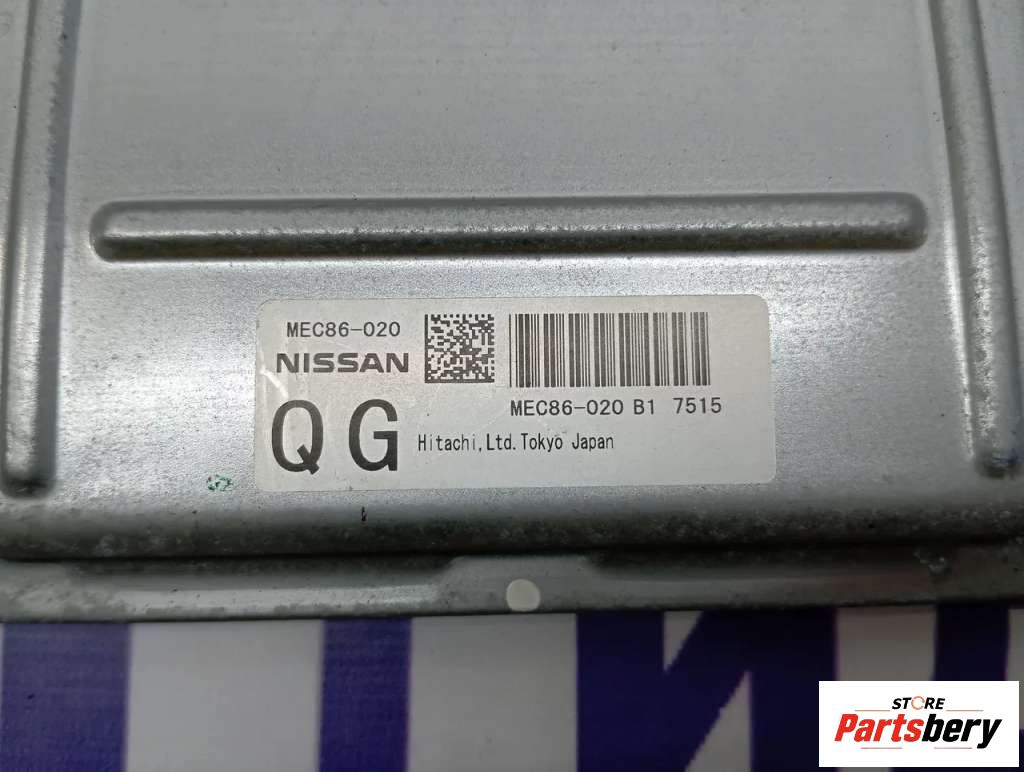 MEC86-020
NISSAN
MEC86-020 B1 7515
QG
Hitachi,Ltd.Tokyo Japan
STORE
Partsbery